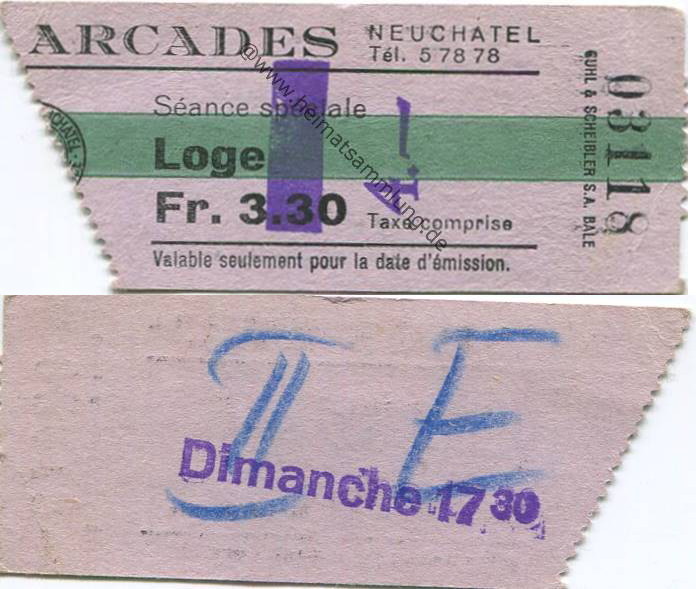 ARCADES NEUCHATEL
Tél. 5 78 78
Séance spéciale
Loge
Fr. 3.30 Taxe comprise
Valable seulement pour la date d'émission.
GUHL & SCHEIBLER S.A. BALE
03118
@www.heimatsammlung.de
II E
Dimanche 17 30